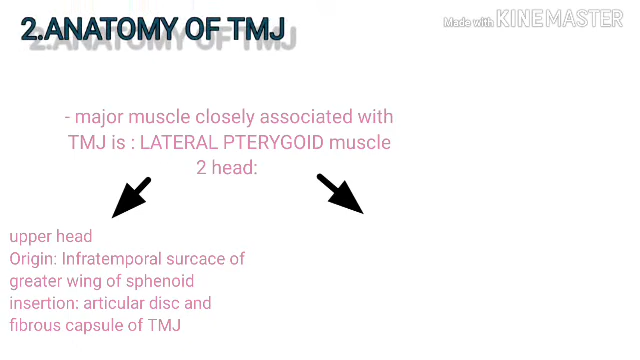 Made with KINEMASTER
2.ANATOMY OF TMJ
- major muscle closely associated with
TMJ is : LATERAL PTERYGOID muscle
2 head:
upper head
Origin: Infratemporal surcace of
greater wing of sphenoid
insertion: articular disc and
fibrous capsule of TMJ